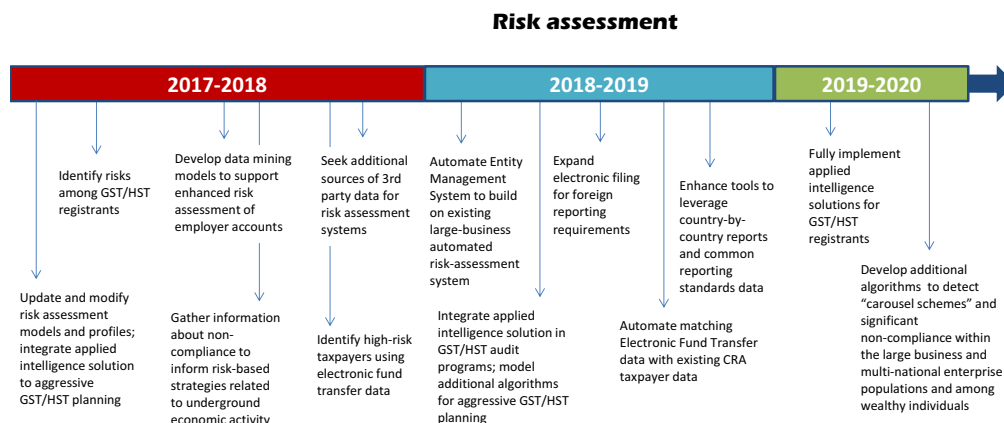 Risk assessment
2017-2018
2018-2019
2019-2020
Update and modify
risk assessment
models and profiles;
integrate applied
intelligence solution
to aggressive
GST/HST planning
Identify risks
among GST/HST
registrants
Develop data mining
models to support
enhanced risk
assessment of
employer accounts
Gather information
about non-
compliance to
inform risk-based
strategies related
to underground
economic activity
Seek additional
sources of 3rd
party data for
risk assessment
systems
Identify high-risk
taxpayers using
electronic fund
transfer data
Automate Entity
Management
System to build
on existing
large-business
automated
risk-assessment
system
Integrate applied
intelligence solution in
GST/HST audit
programs; model
additional algorithms
for aggressive GST/HST
planning
Expand
electronic filing
for foreign
reporting
requirements
Automate matching
Electronic Fund Transfer
data with existing CRA
taxpayer data
Enhance tools to
leverage
country-by-
country reports
and common
reporting
standards data
Fully implement
applied
intelligence
solutions for
GST/HST
registrants
Develop additional
algorithms to detect
“carousel schemes” and
significant
non-compliance within
the large business and
multi-national enterprise
populations and among
wealthy individuals